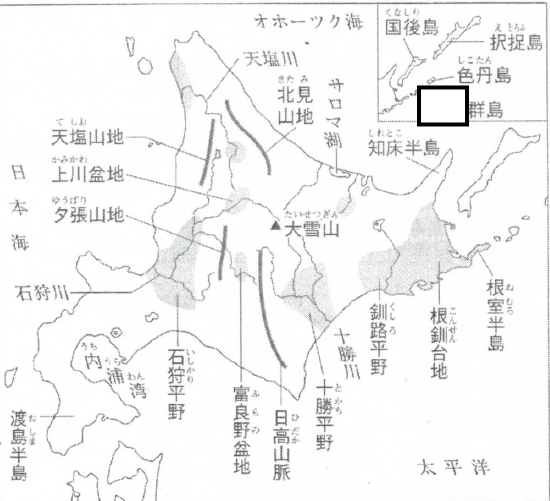 オホーツク海
くなしり
国後島
えとろふ
択捉島
しこたん
色丹島
群島
天塩川
きたみ
北見
山地
サロマ湖
しれとこ
知床半島
てしお
天塩山地
かみかわ
上川盆地
ゆうばり
夕張山地
日本海
たいせつざん
▲大雪山
石狩川
うち
内
うら
浦
わん
湾
おしま
渡島半島
いしかり
石狩平野
ふらの
富良野盆地
ひだか
日高山脈
とかち
十勝平野
十勝川
くしろ
釧路平野
こんせん
根釧台地
ねむろ
根室半島
太平洋